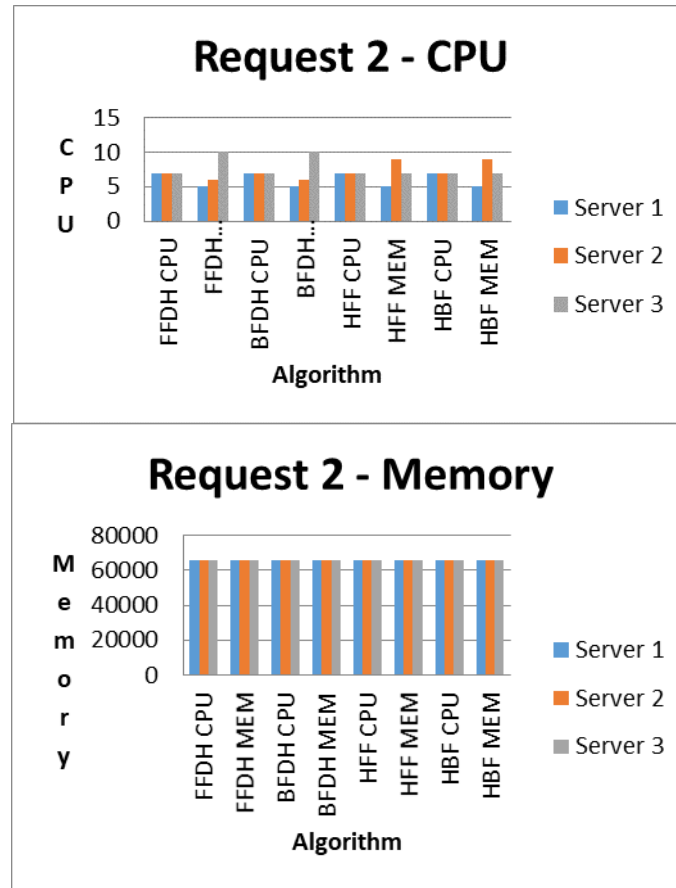 Request 2 - CPU
15
10
5
0
C
P
U
FFDH CPU
FFDH...
BFDH CPU
BFDH...
HFF CPU
HFF MEM
HBF CPU
HBF MEM
Algorithm
Server 1
Server 2
Server 3
Request 2 - Memory
80000
60000
40000
20000
0
M
e
m
o
r
y
FFDH CPU
FFDH MEM
BFDH CPU
BFDH MEM
HFF CPU
HFF MEM
HBF CPU
HBF MEM
Algorithm
Server 1
Server 2
Server 3